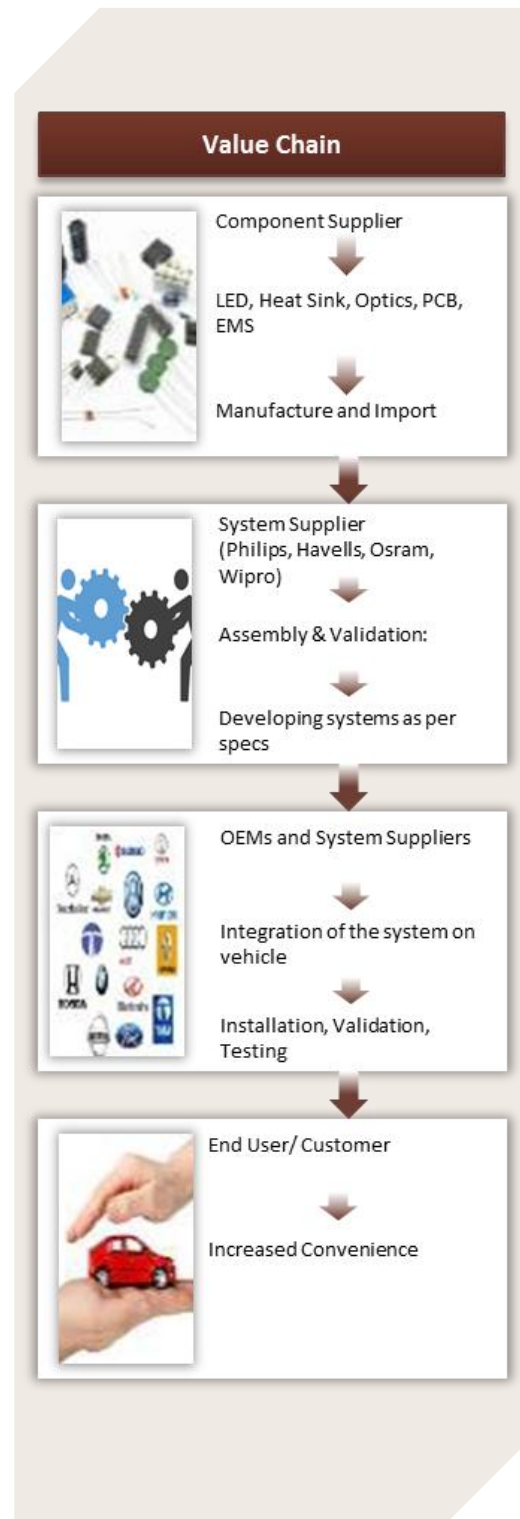 Value Chain
Component Supplier
LED, Heat Sink, Optics, PCB,
EMS
Manufacture and Import
System Supplier
(Philips, Havells, Osram,
Wipro)
Assembly & Validation:
Developing systems as per
specs
OEMs and System Suppliers
Integration of the system on
vehicle
Installation, Validation,
Testing
End User/ Customer
Increased Convenience